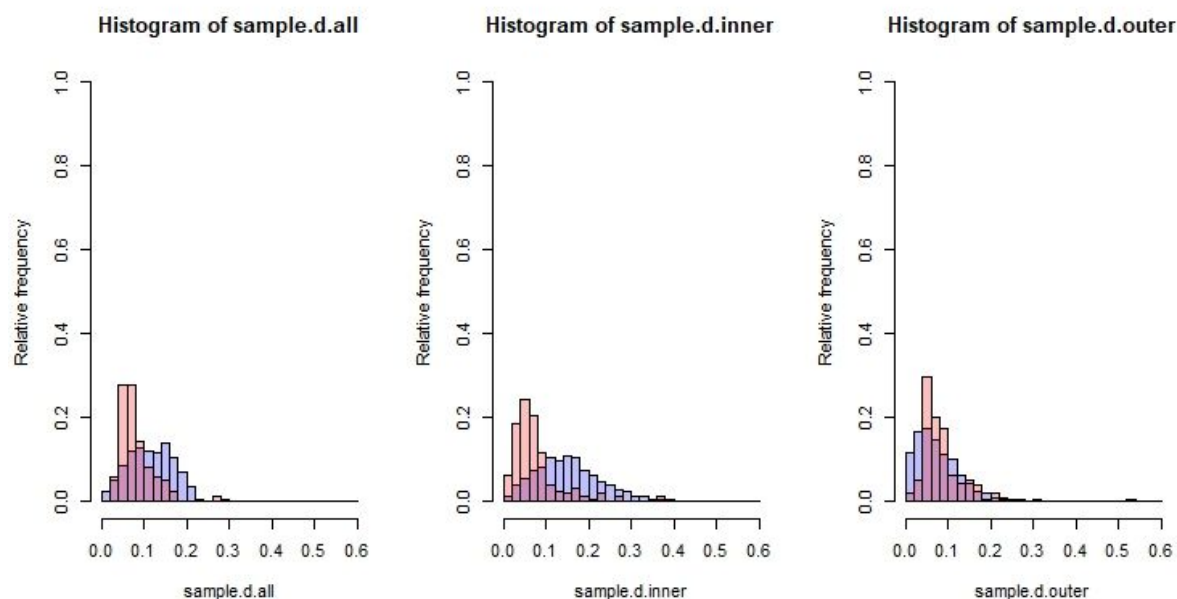 Histogram of sample.d.all
Relative frequency
1.0
0.8
0.6
0.4
0.2
0.0
0.0 0.1 0.2 0.3 0.4 0.5 0.6
sample.d.all
Histogram of sample.d.inner
Relative frequency
1.0
0.8
0.6
0.4
0.2
0.0
0.0 0.1 0.2 0.3 0.4 0.5 0.6
sample.d.inner
Histogram of sample.d.outer
Relative frequency
1.0
0.8
0.6
0.4
0.2
0.0
0.0 0.1 0.2 0.3 0.4 0.5 0.6
sample.d.outer